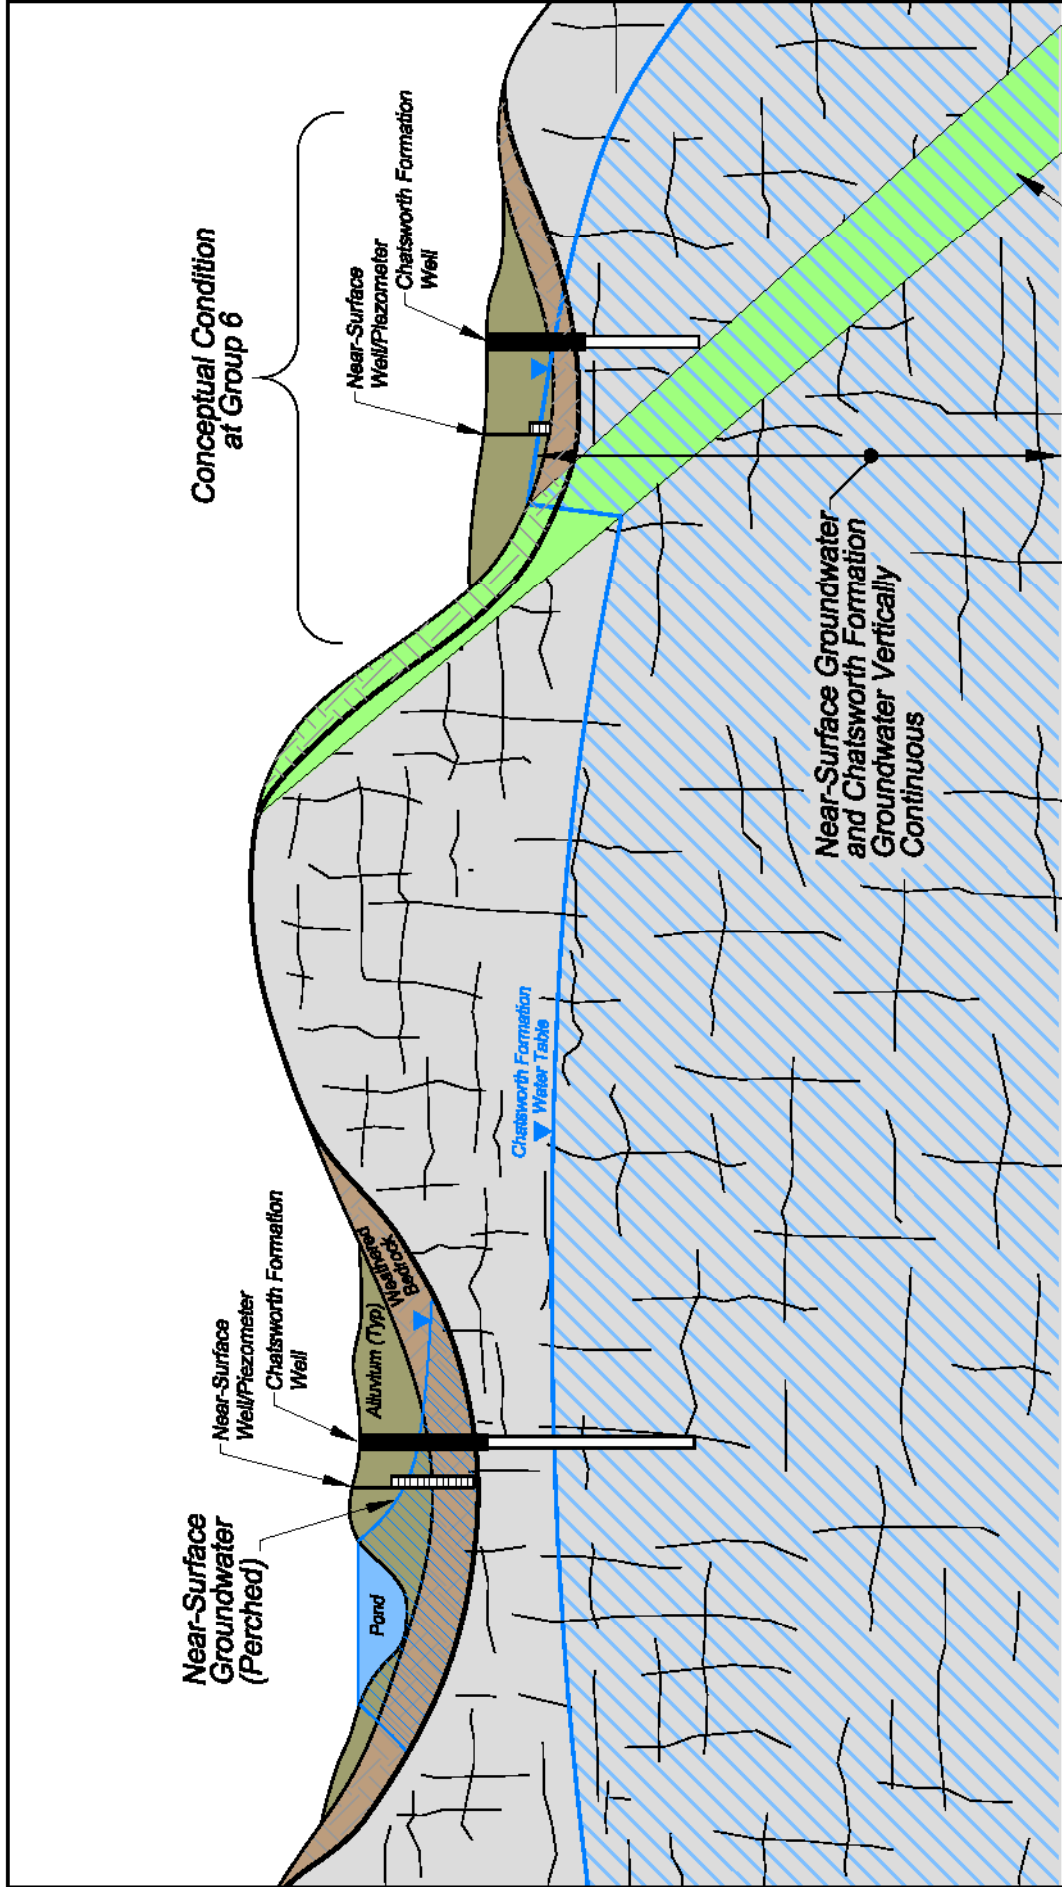 Near-Surface
Groundwater
(Perched)
Near-Surface
Well/Piezometer
Chatsworth Formation
Well
Pond
Alluvium (Typ)
Weathered
Bedrock
Chatsworth Formation
Water Table
Conceptual Condition
at Group 6
Near-Surface
Well/Piezometer
Chatsworth Formation
Well
Near-Surface Groundwater
and Chatsworth Formation
Groundwater Vertically
Continuous